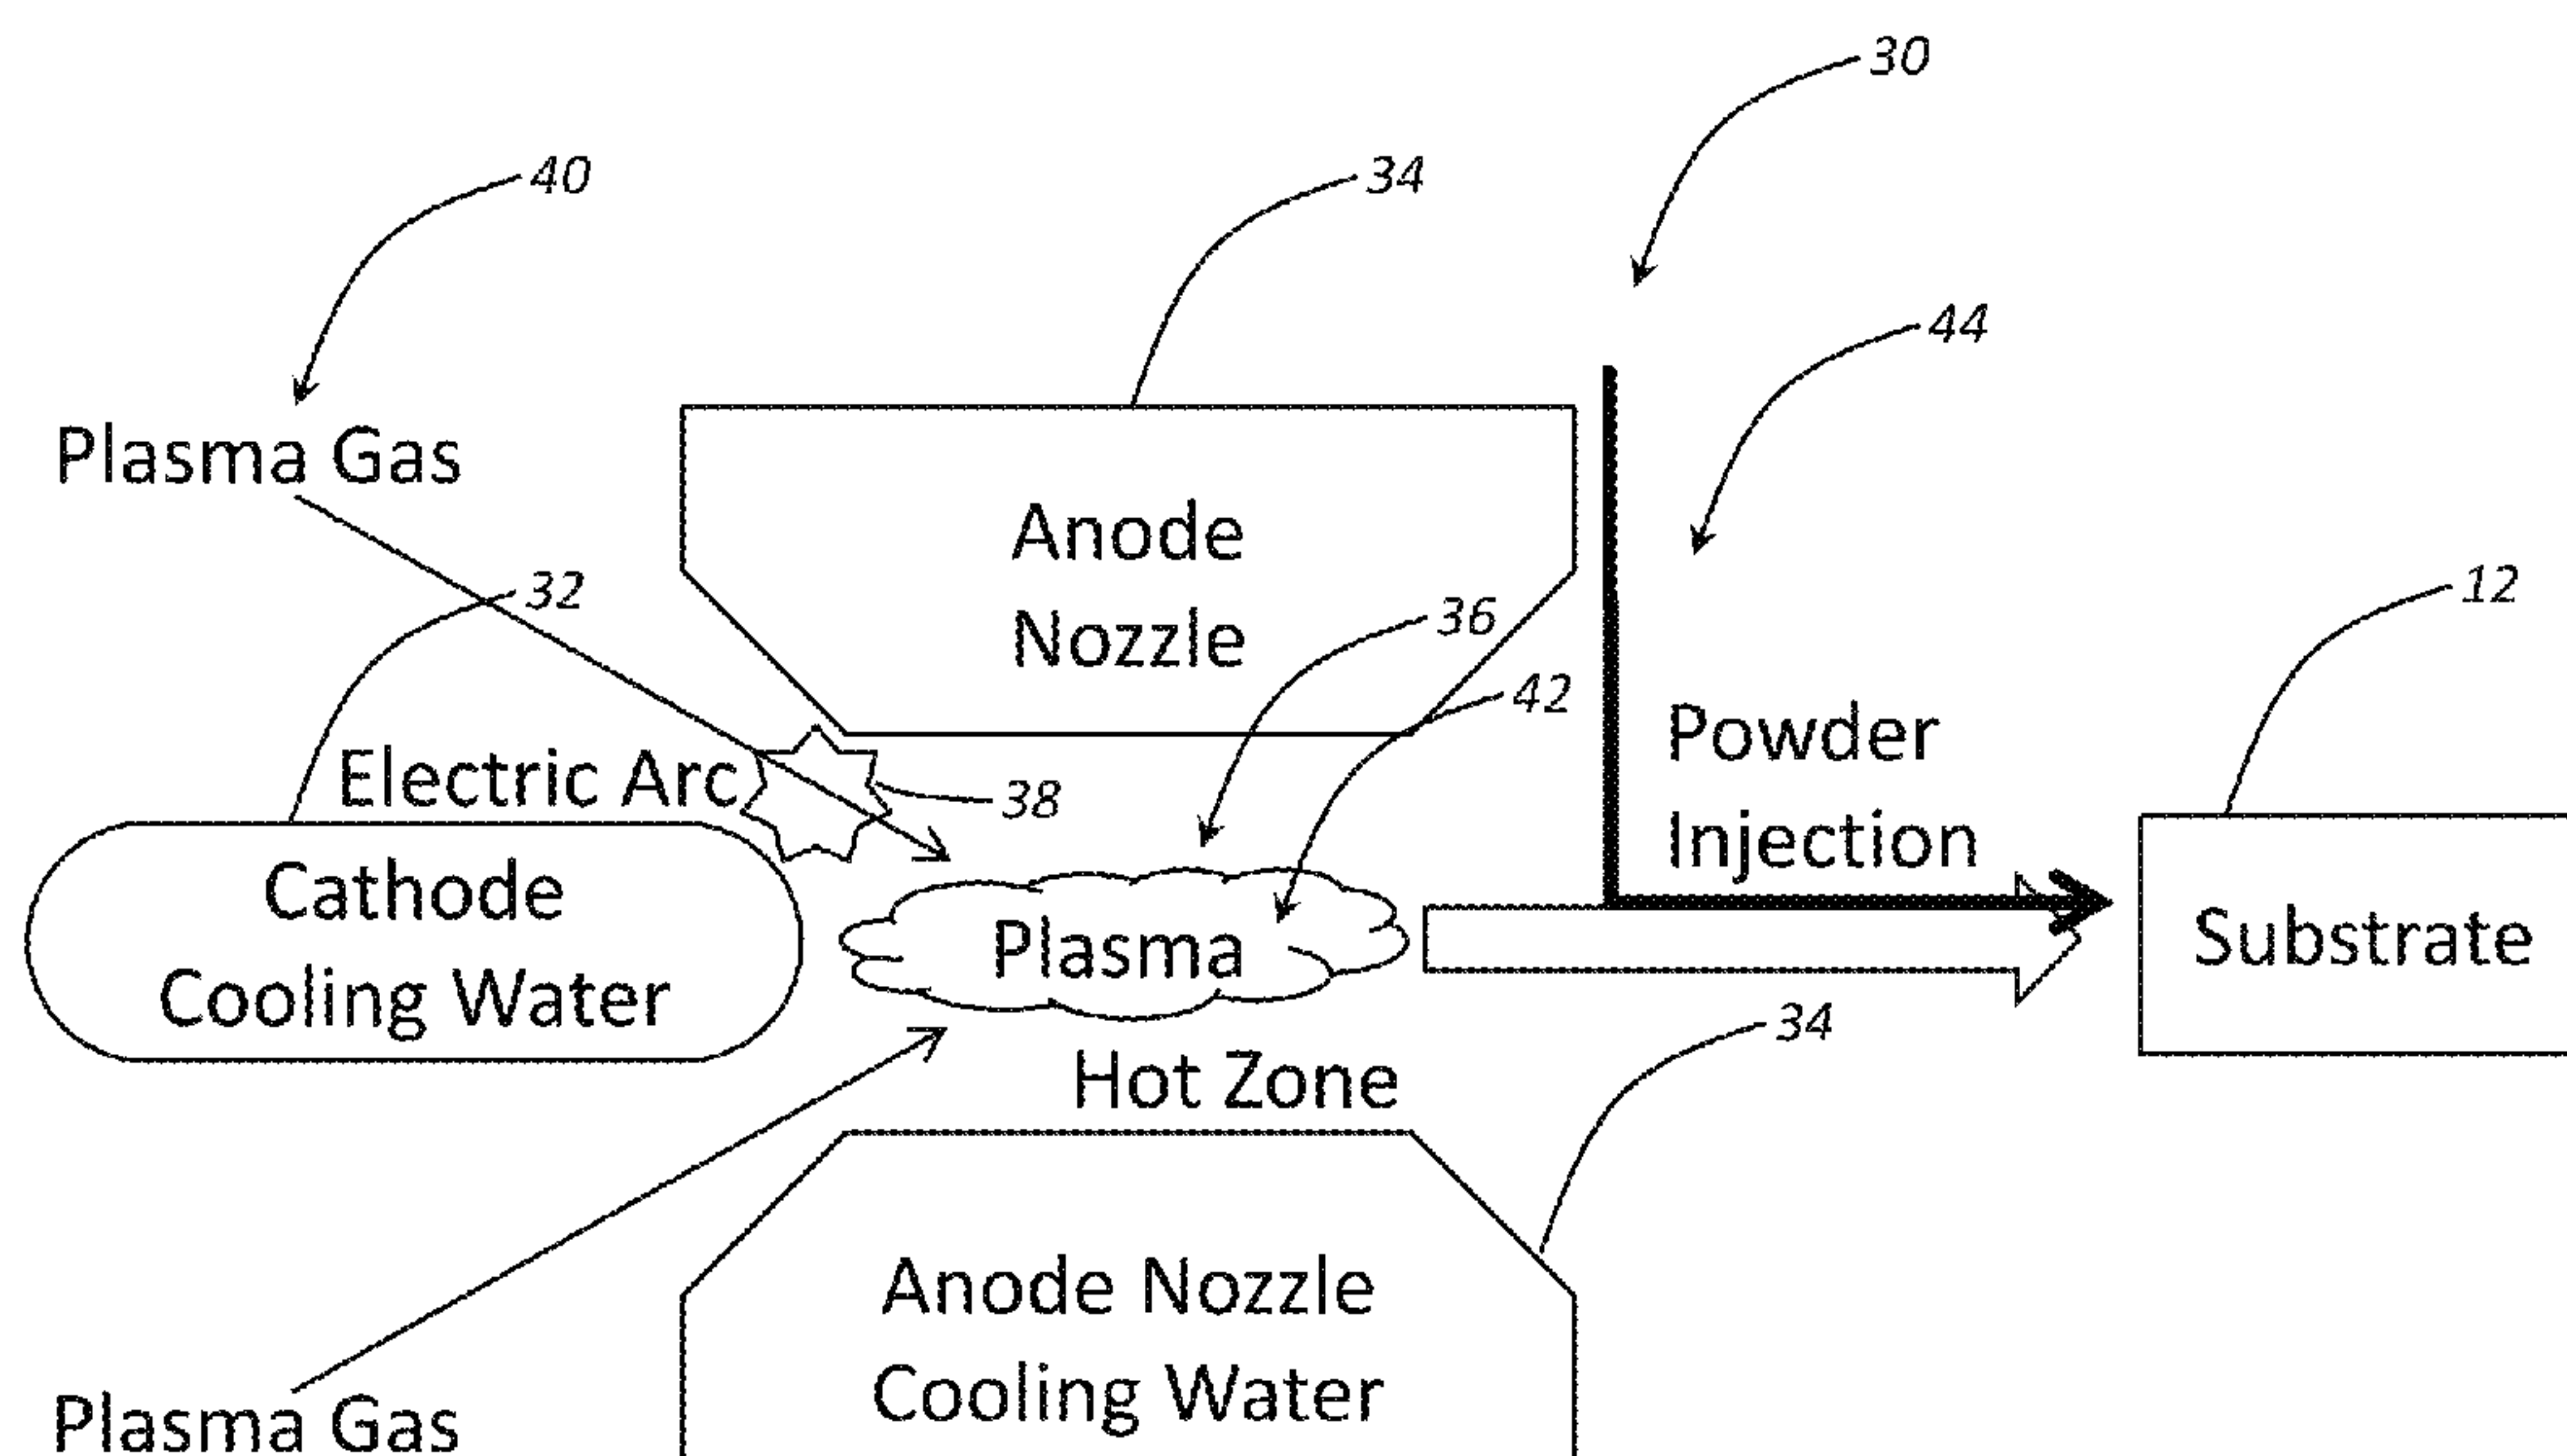 30
40
34
44
Plasma Gas
Anode
Nozzle
32
36
12
42
Powder
Injection
Electric Arc
38
Cathode
Cooling Water
Plasma
Substrate
34
Hot Zone
Anode Nozzle
Cooling Water
Plasma Gas